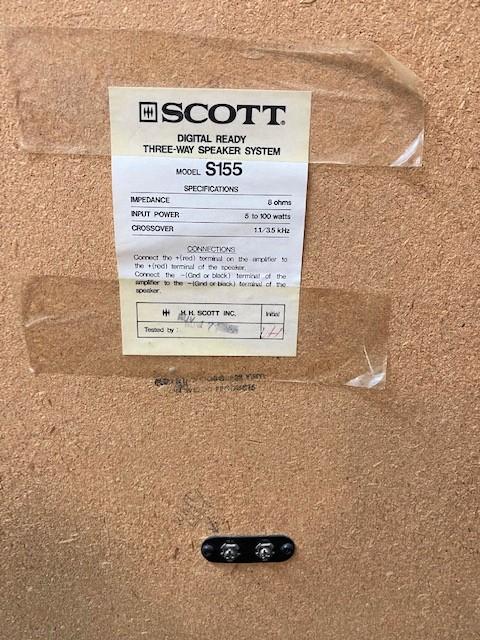 SCOTT®
DIGITAL READY
THREE-WAY SPEAKER SYSTEM
MODEL S155
SPECIFICATIONS
IMPEDANCE 8 ohms
INPUT POWER 5 to 100 watts
CROSSOVER 1.1/3.5 kHz
CONNECTIONS
Connect the +(red) terminal on the amplifier to
the +(red) terminal of the speaker.
Connect the -(Gnd or black) terminal of the
amplifier to the -(Gnd or black) terminal of the
speaker.
H. H. SCOTT INC. Initial
Tested by :